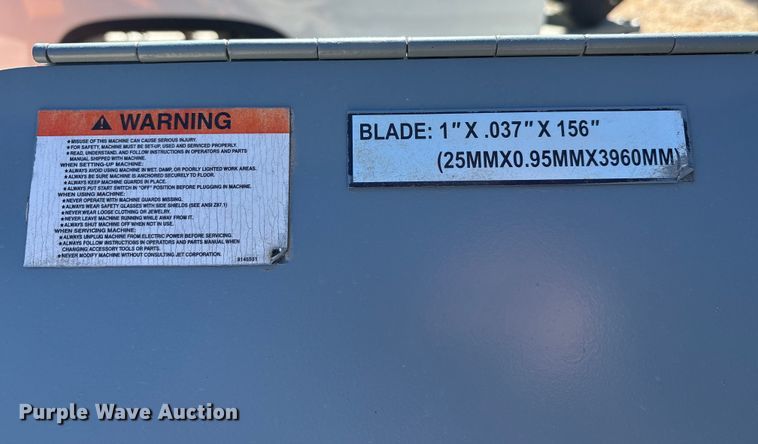 WARNING
★MISUSE OF THIS MACHINE CAN CAUSE SERIOUS INJURY.
★FOR SAFETY, MACHINE MUST BE SET-UP, USED AND SERVICED PROPERLY.
★READ, UNDERSTAND, AND FOLLOW INSTRUCTIONS IN OPERATORS AND PARTS
MANUAL SHIPPED WITH MACHINE.
WHEN SETTING-UP MACHINE:
★ALWAYS AVOID USING MACHINE IN WET, DAMP, OR POORLY LIGHTED WORK AREAS.
★ALWAYS BE SURE MACHINE IS ANCHORED SECURELY TO FLOOR.
★ALWAYS KEEP MACHINE GUARDS IN PLACE.
★ALWAYS PUT START SWITCH IN "OFF" POSITION BEFORE PLUGGING IN MACHINE.
WHEN USING MACHINE:
★NEVER OPERATE WITH MACHINE GUARDS MISSING.
★ALWAYS WEAR SAFETY GLASSES WITH SIDE SHIELDS (SEE ANSI Z87.1)
★NEVER WEAR LOOSE CLOTHING OR JEWELRY.
★NEVER LEAVE MACHINE RUNNING WHILE AWAY FROM IT.
★ALWAYS SHUT MACHINE OFF WHEN NOT IN USE.
WHEN SERVICING MACHINE:
★ALWAYS UNPLUG MACHINE FROM ELECTRIC POWER BEFORE SERVICING.
★ALWAYS FOLLOW INSTRUCTIONS IN OPERATORS AND PARTS MANUAL WHEN
CHANGING ACCESSORY TOOLS OR PARTS.
★NEVER MODIFY MACHINE WITHOUT CONSULTING JET CORPORATION.
BLADE: 1" X .037" X 156"
(25MMX0.95MMX3960MM)
Purple Wave Auction